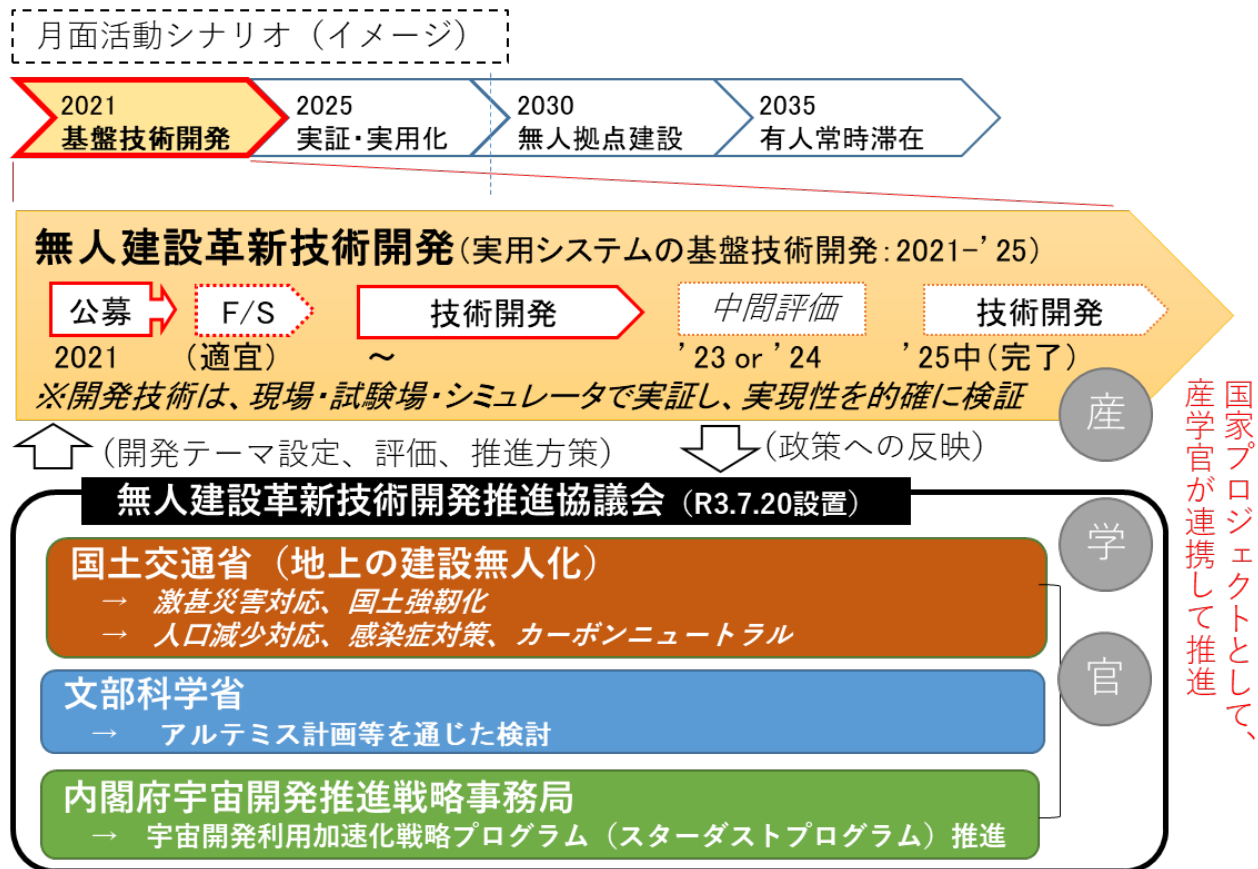 月面活動シナリオ（イメージ）
2021
基盤技術開発
2025
実証・実用化
2030
無人拠点建設
2035
有人常時滞在
無人建設革新技術開発(実用システムの基盤技術開発：2021-’25)
公募
F/S
技術開発
中間評価
技術開発
2021
(適宜)
～
’23 or ’24
’25中(完了)
※開発技術は、現場・試験場・シミュレータで実証し、実現性を的確に検証
産
(開発テーマ設定、評価、推進方策)
(政策への反映)
無人建設革新技術開発推進協議会（R3.7.20設置）
学
国土交通省（地上の建設無人化）
→ 激甚災害対応、国土強靭化
→ 人口減少対応、感染症対策、カーボンニュートラル
官
文部科学省
→ アルテミス計画等を通じた検討
内閣府宇宙開発推進戦略事務局
→ 宇宙開発利用加速化戦略プログラム（スターダストプログラム）推進
国家プロジェクトとして、
産学官が連携して推進